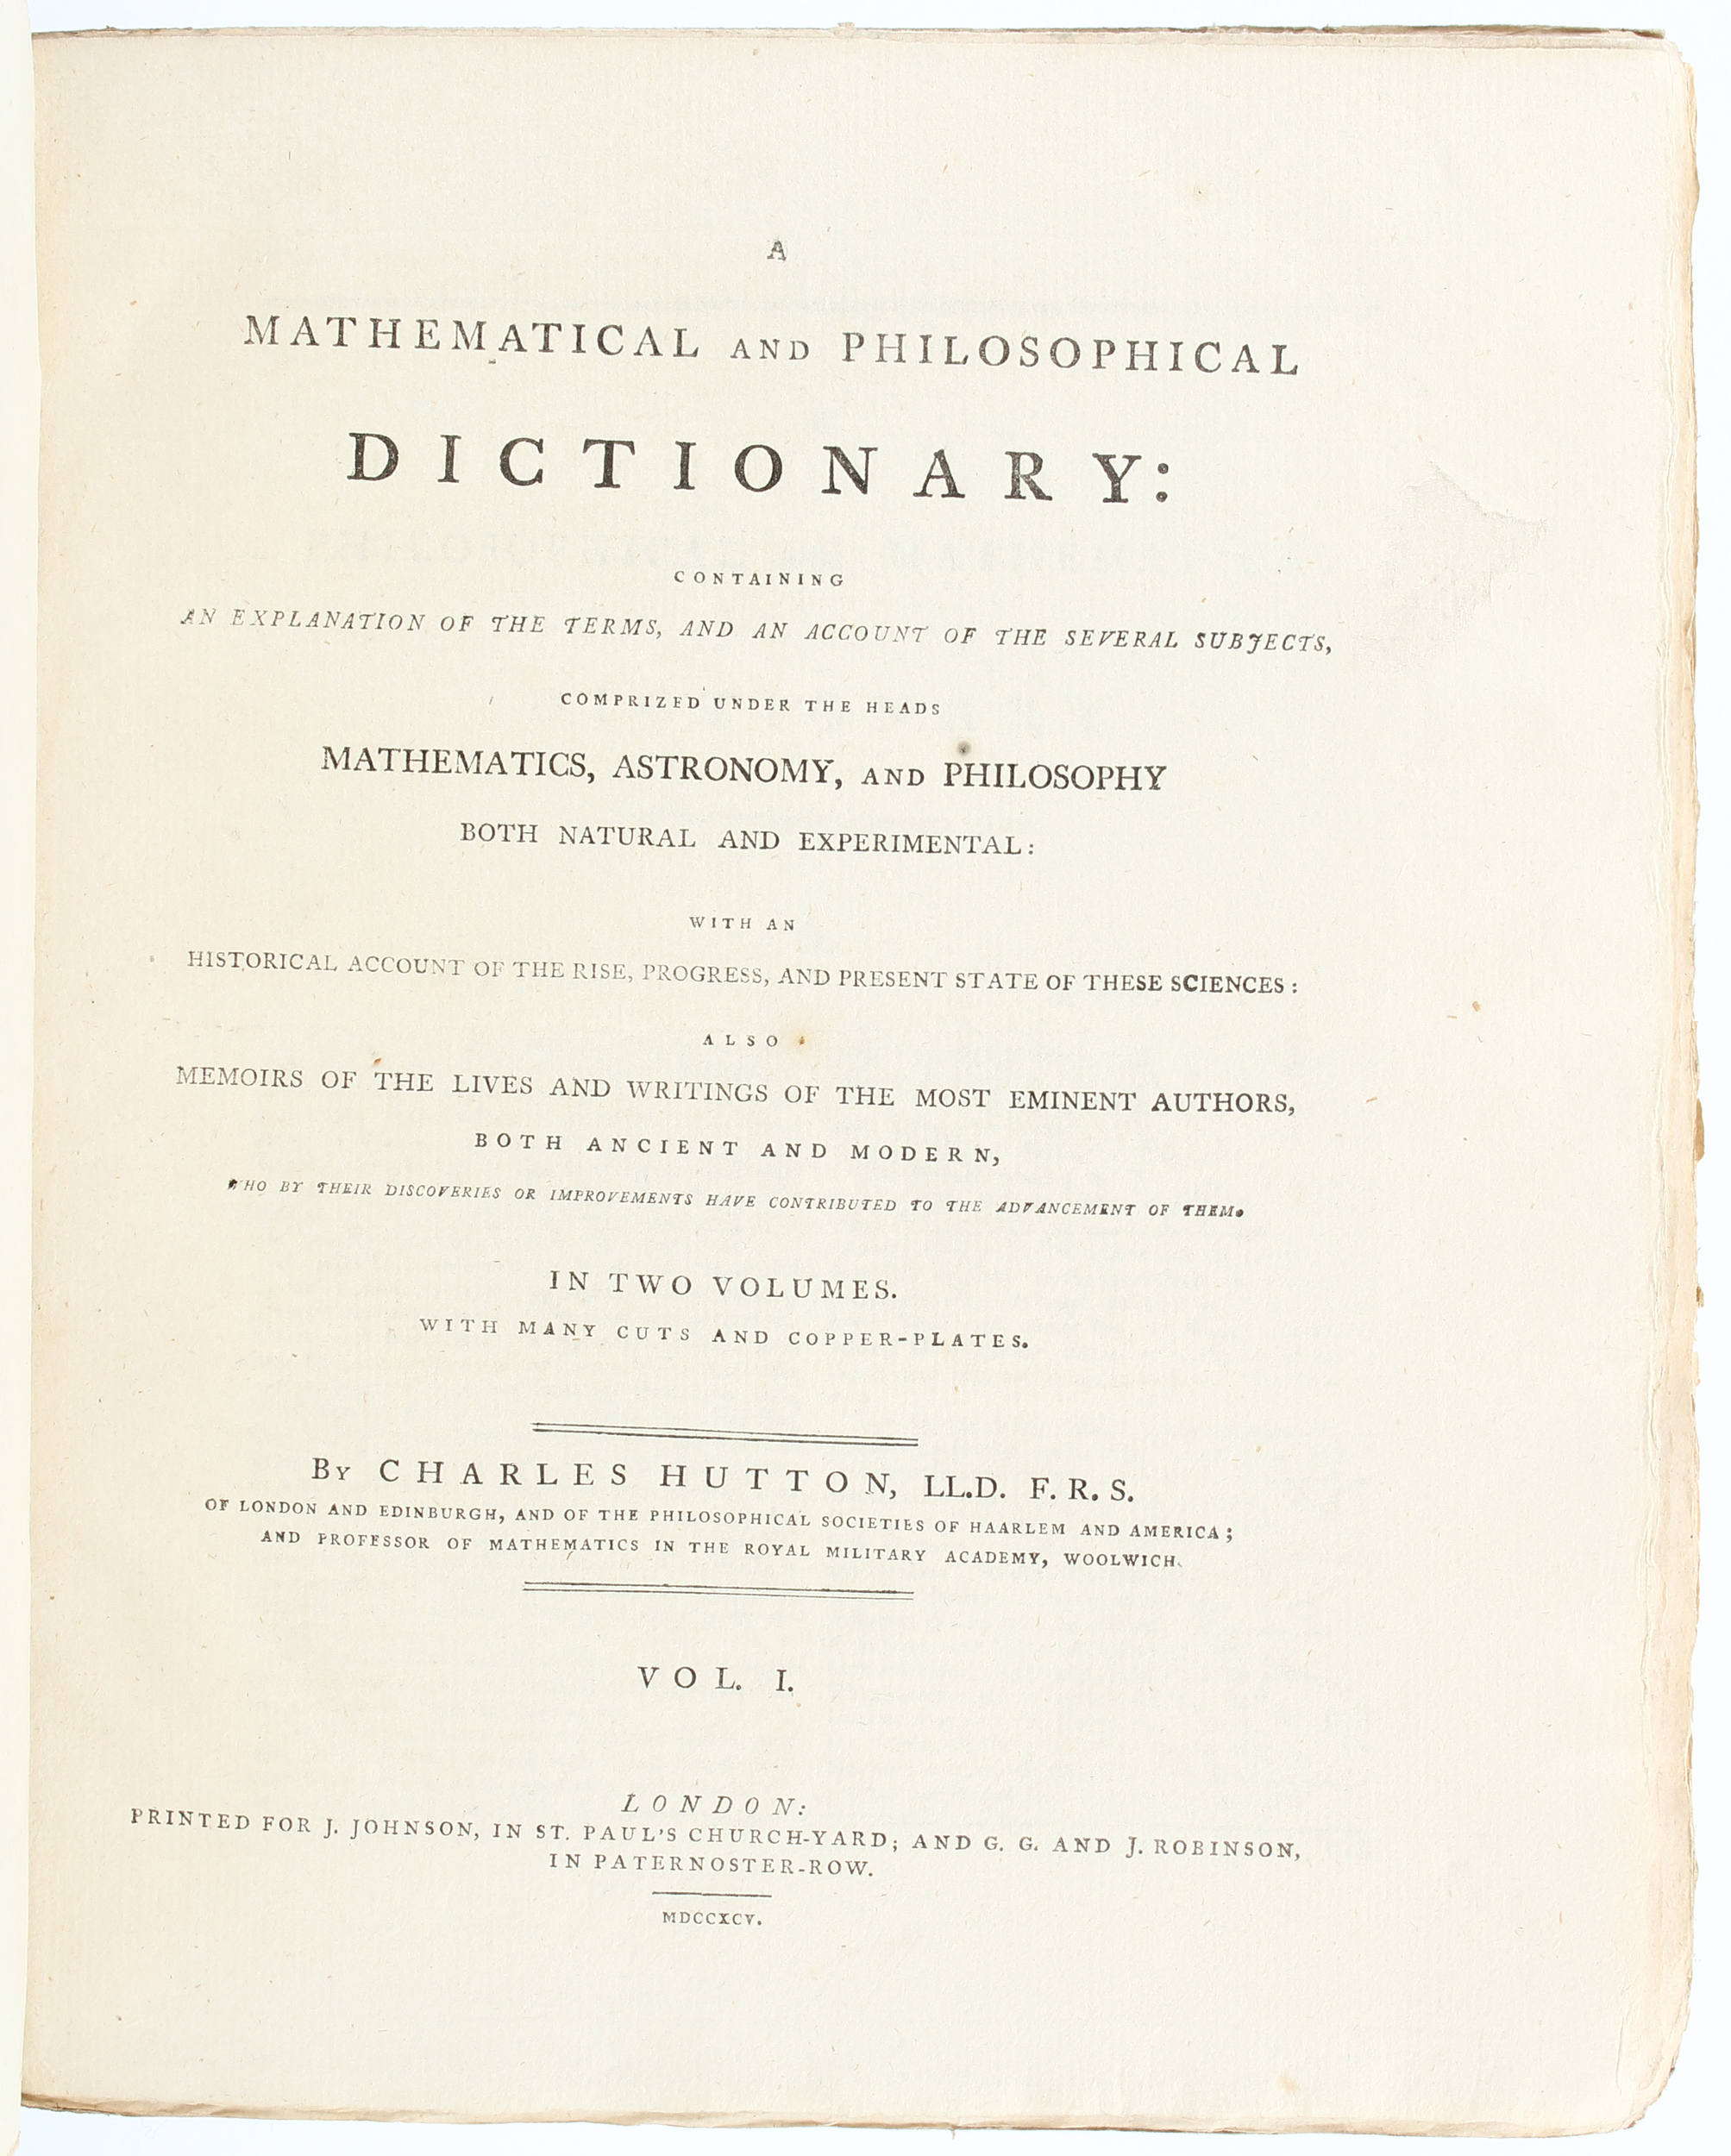 A
MATHEMATICAL AND PHILOSOPHICAL
DICTIONARY:
CONTAINING
AN EXPLANATION OF THE TERMS, AND AN ACCOUNT OF THE SEVERAL SUBJECTS,
COMPRIZED UNDER THE HEADS
MATHEMATICS, ASTRONOMY, AND PHILOSOPHY
BOTH NATURAL AND EXPERIMENTAL:
WITH AN
HISTORICAL ACCOUNT OF THE RISE, PROGRESS, AND PRESENT STATE OF THESE SCIENCES:
ALSO
MEMOIRS OF THE LIVES AND WRITINGS OF THE MOST EMINENT AUTHORS,
BOTH ANCIENT AND MODERN,
WHO BY THEIR DISCOVERIES OR IMPROVEMENTS HAVE CONTRIBUTED TO THE ADVANCEMENT OF THEM.
IN TWO VOLUMES.
WITH MANY CUTS AND COPPER-PLATES.
By CHARLES HUTTON, LL.D. F. R. S.
OF LONDON AND EDINBURGH, AND OF THE PHILOSOPHICAL SOCIETIES OF HAARLEM AND AMERICA;
AND PROFESSOR OF MATHEMATICS IN THE ROYAL MILITARY ACADEMY, WOOLWICH.
VOL. I.
LONDON:
PRINTED FOR J. JOHNSON, IN ST. PAUL'S CHURCH-YARD; AND G. G. AND J. ROBINSON,
IN PATERNOSTER-ROW.
MDCCXCV.